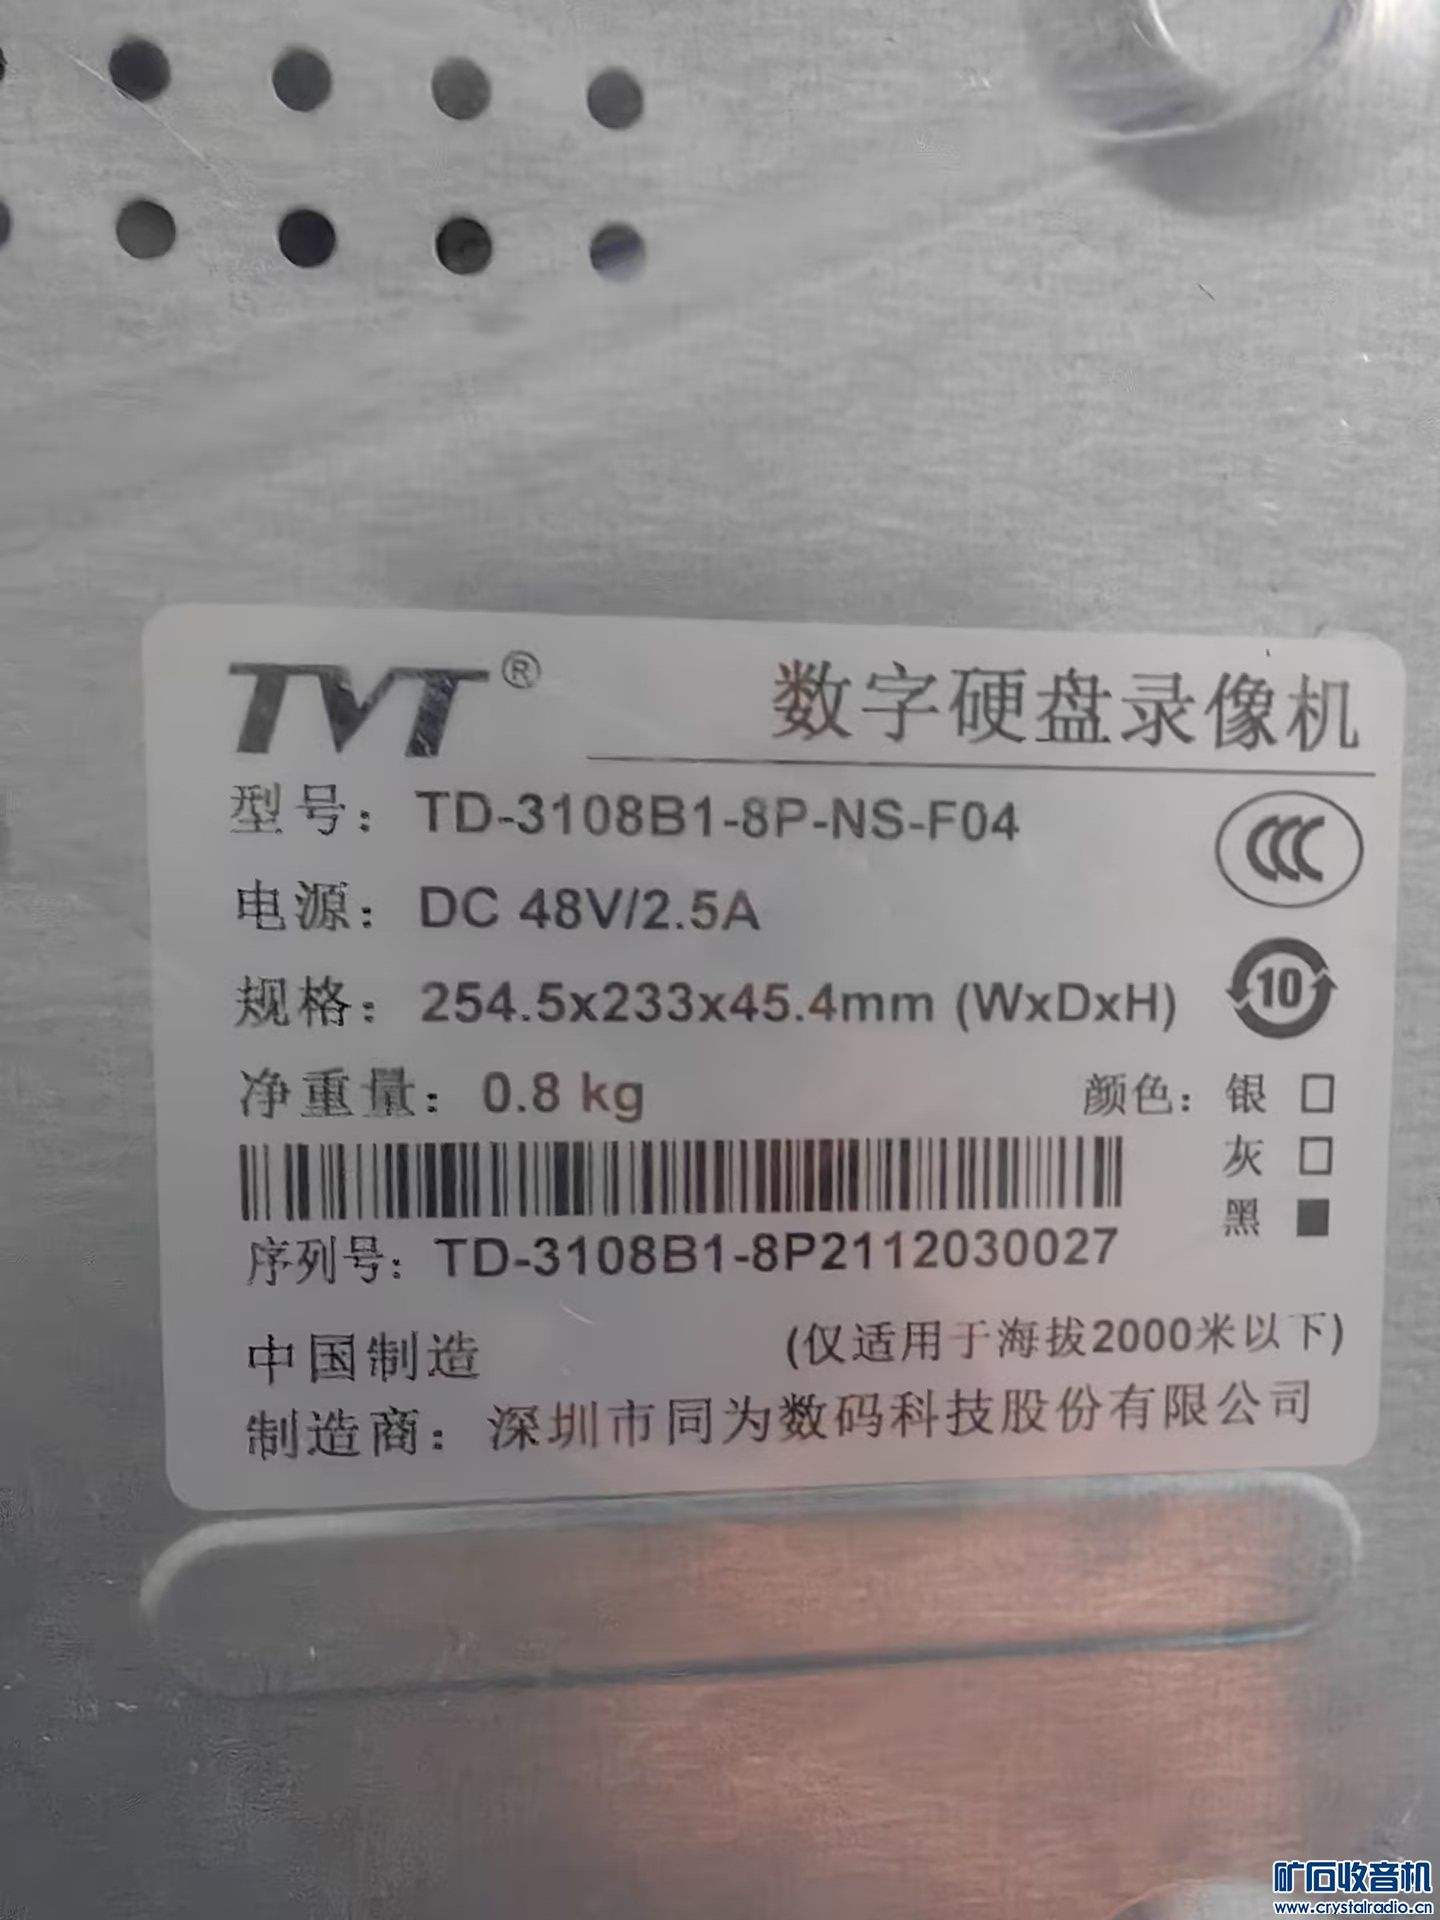 TVT®
数字硬盘录像机
型号：TD-3108B1-8P-NS-F04
电源：DC 48V/2.5A
规格：254.5x233x45.4mm (WxDxH)
10
净重量：0.8 kg
颜色：银 □
灰 □
黑 ■
序列号：TD-3108B1-8P2112030027
中国制造
(仅适用于海拔2000米以下)
制造商：深圳市同为数码科技股份有限公司
矿石收音机
www.crystalradio.cn